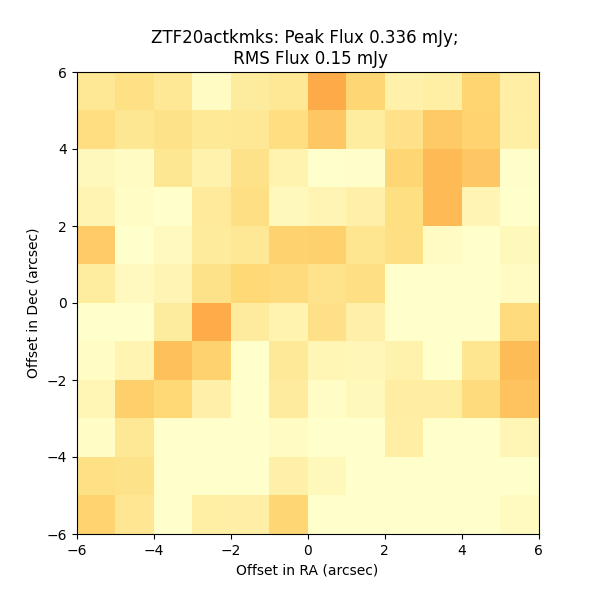 ZTF20actkmks: Peak Flux 0.336 mJy;
RMS Flux 0.15 mJy
6
4
2
0
−2
−4
−6
Offset in Dec (arcsec)
−6 −4 −2 0 2 4 6
Offset in RA (arcsec)